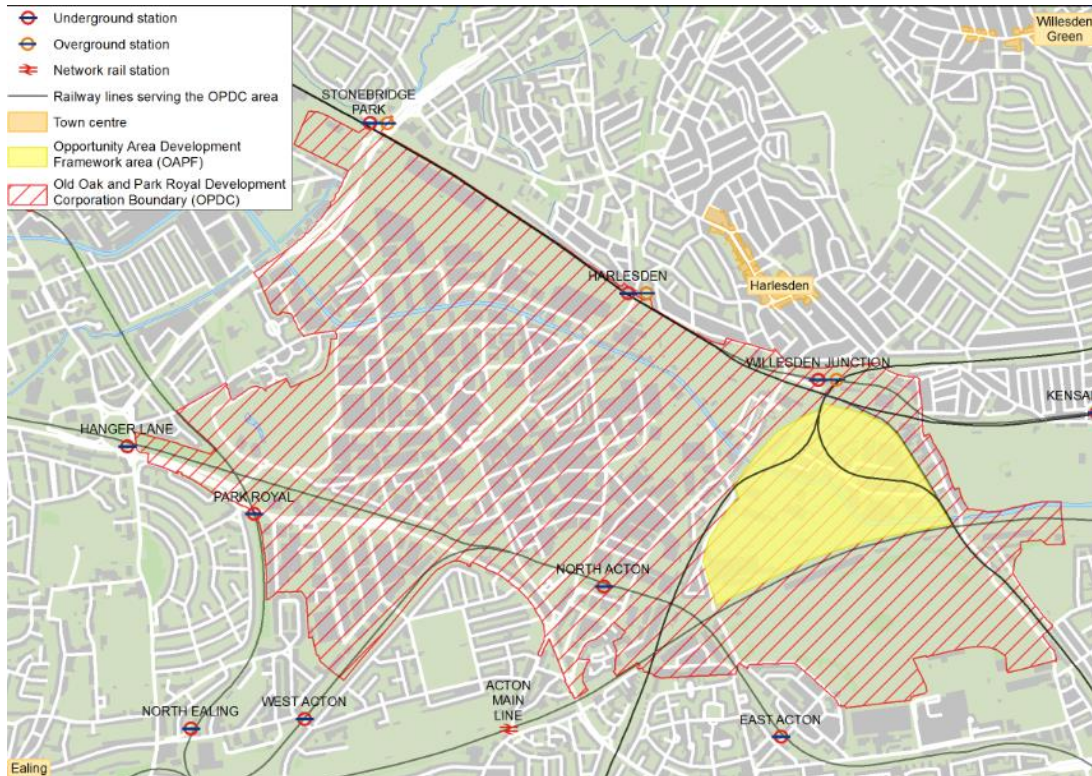 Underground station
Overground station
Network rail station
Railway lines serving the OPDC area
Town centre
Opportunity Area Development
Framework area (OAPF)
Old Oak and Park Royal Development
Corporation Boundary (OPDC)
Willesden
Green
STONEBRIDGE
PARK
HARLESDEN
Harlesden
WILLESDEN JUNCTION
KENSA
HANGER LANE
PARK ROYAL
NORTH ACTON
ACTON
MAIN
LINE
WEST ACTON
NORTH EALING
EAST ACTON
Ealing